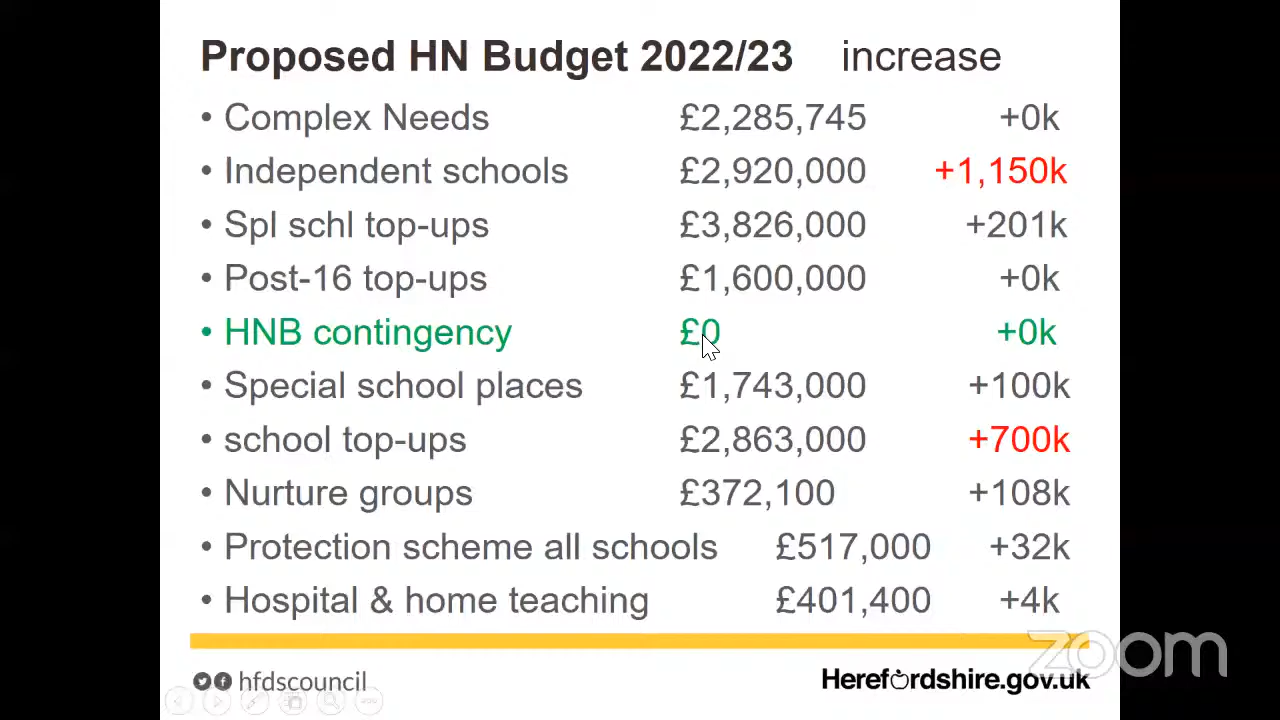 Proposed HN Budget 2022/23 increase
• Complex Needs £2,285,745 +0k
• Independent schools £2,920,000 +1,150k
• Spl schl top-ups £3,826,000 +201k
• Post-16 top-ups £1,600,000 +0k
• HNB contingency £0 +0k
• Special school places £1,743,000 +100k
• school top-ups £2,863,000 +700k
• Nurture groups £372,100 +108k
• Protection scheme all schools £517,000 +32k
• Hospital & home teaching £401,400 +4k
zoom
hfdscouncil Herefordshire.gov.uk